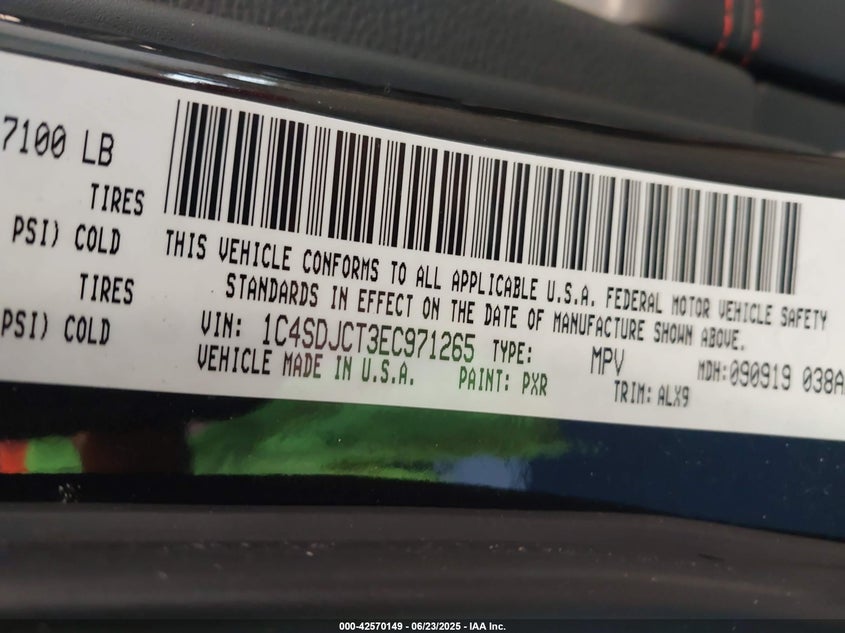 7100 LB
TIRES
PSI) COLD
TIRES
PSI) COLD
THIS VEHICLE CONFORMS TO ALL APPLICABLE U.S.A. FEDERAL MOTOR VEHICLE SAFETY
STANDARDS IN EFFECT ON THE DATE OF MANUFACTURE SHOWN ABOVE.
VIN: 1C4SDJCT3EC971265 TYPE: MPV MDH:090919 038A
VEHICLE MADE IN U.S.A. PAINT: PXR TRIM: ALX9
000-42570149 - 06/23/2025 - IAA Inc.